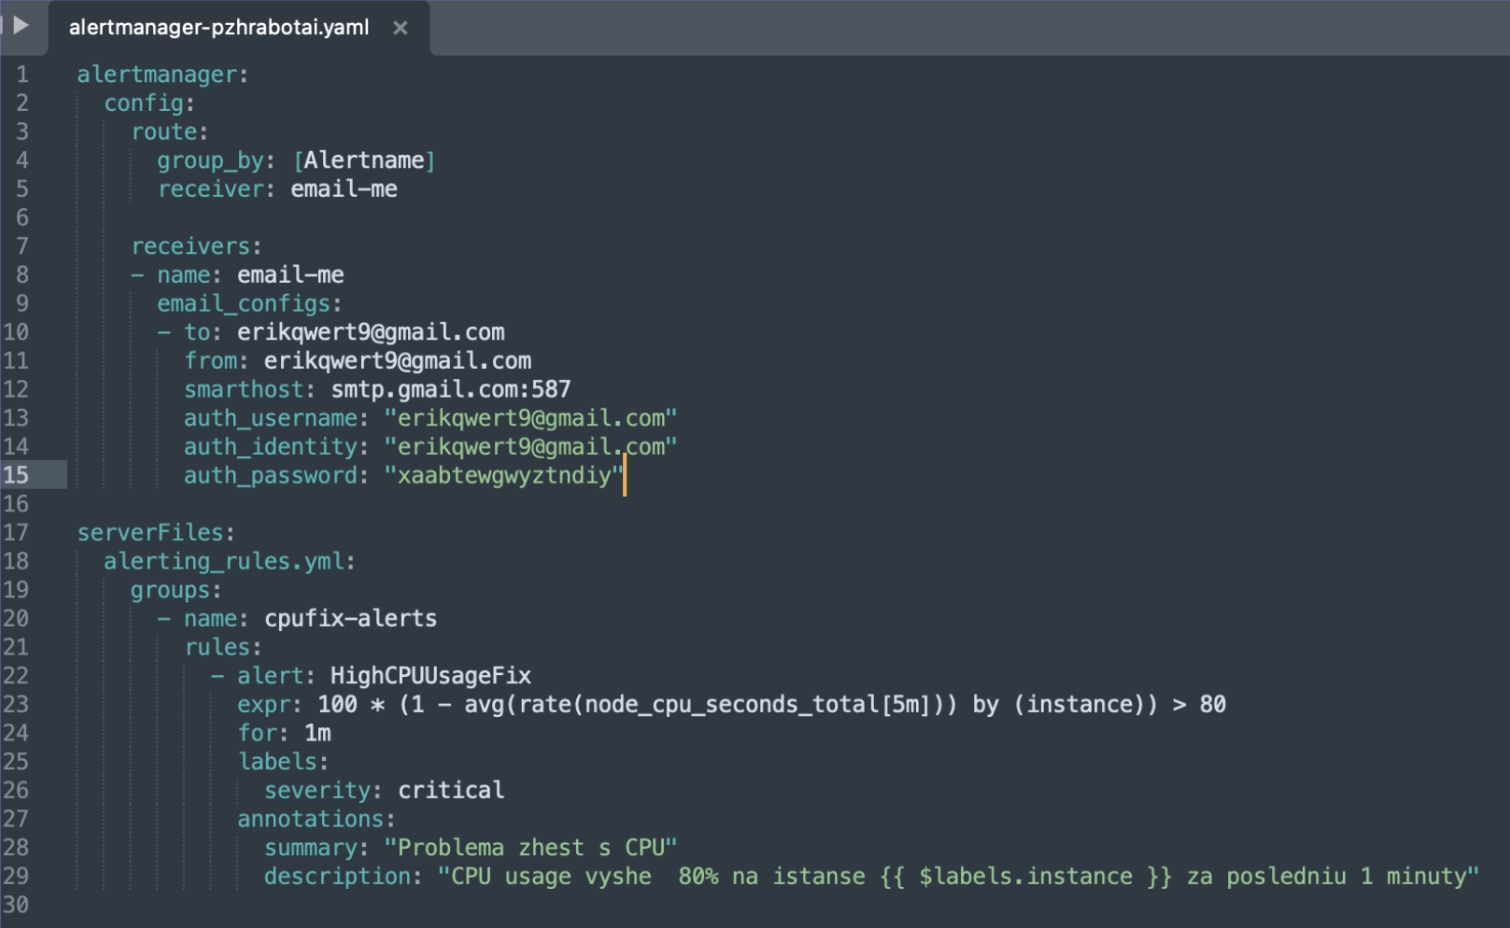 alertmanager-pzhrabotai.yaml ×
1 alertmanager:
2 config:
3 route:
4 group_by: [Alertname]
5 receiver: email-me
6
7 receivers:
8 - name: email-me
9 email_configs:
10 - to: erikqwert9@gmail.com
11 from: erikqwert9@gmail.com
12 smarthost: smtp.gmail.com:587
13 auth_username: "erikqwert9@gmail.com"
14 auth_identity: "erikqwert9@gmail.com"
15 auth_password: "xaabtewgwyztndiy"
16
17 serverFiles:
18 alerting_rules.yml:
19 groups:
20 - name: cpufix-alerts
21 rules:
22 - alert: HighCPUUsageFix
23 expr: 100 * (1 - avg(rate(node_cpu_seconds_total[5m])) by (instance)) > 80
24 for: 1m
25 labels:
26 severity: critical
27 annotations:
28 summary: "Problema zhest s CPU"
29 description: "CPU usage vyshe  80% na istanse {{ $labels.instance }} za posledniu 1 minuty"
30